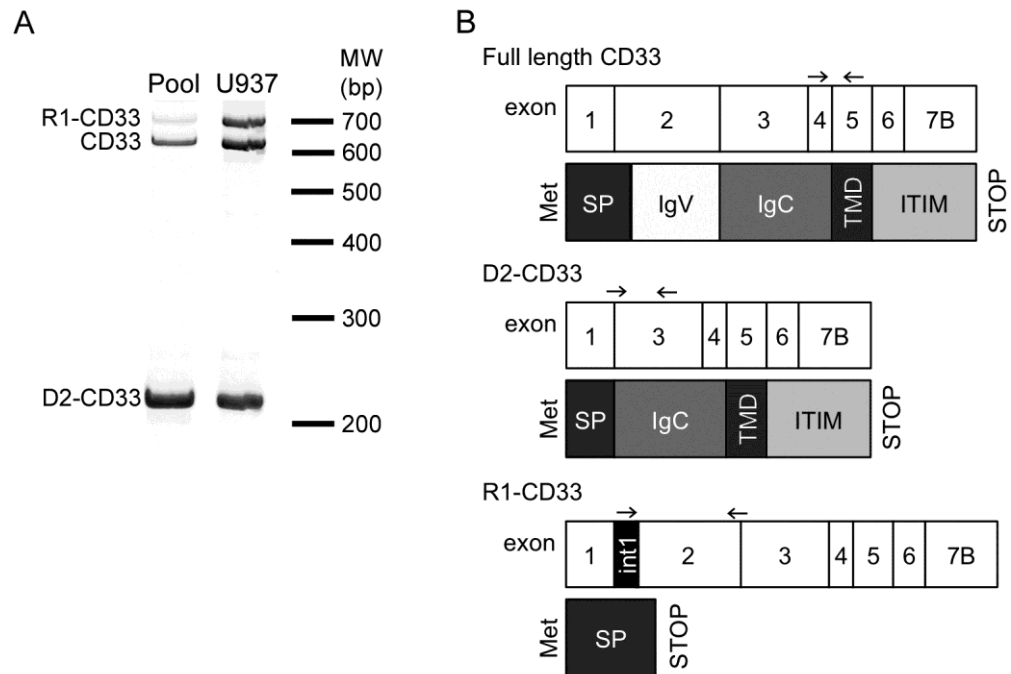 A
Pool U937
MW
(bp)
R1-CD33
CD33
D2-CD33
700
600
500
400
300
200
B
Full length CD33
exon 1 2 3 4 5 6 7B
Met SP IgV IgC TMD ITIM STOP
D2-CD33
exon 1 3 4 5 6 7B
Met SP IgC TMD ITIM STOP
R1-CD33
exon 1 int1 2 3 4 5 6 7B
Met SP STOP